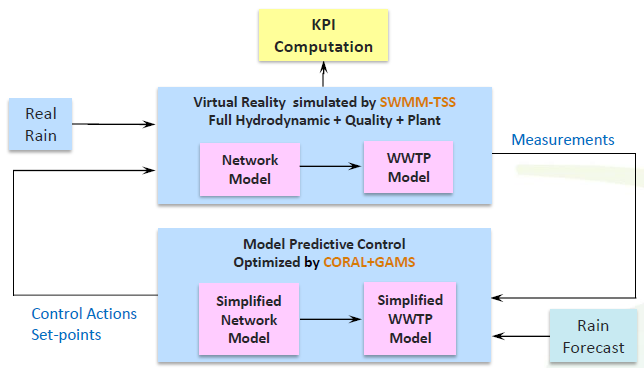 KPI
Computation
Virtual Reality simulated by SWMM-TSS
Full Hydrodynamic + Quality + Plant
Real
Rain
Network
Model
WWTP
Model
Measurements
Model Predictive Control
Optimized by CORAL+GAMS
Simplified
Network
Model
Simplified
WWTP
Model
Control Actions
Set-points
Rain
Forecast